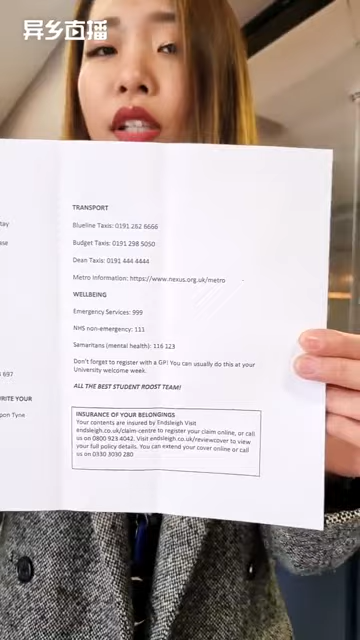 异乡直播
TRANSPORT
Blueline Taxis: 0191 262 6666
Budget Taxis: 0191 298 5050
Dean Taxis: 0191 444 4444
Metro Information: https://www.nexus.org.uk/metro
WELLBEING
Emergency Services: 999
NHS non-emergency: 111
Samaritans (mental health): 116 123
Don't forget to register with a GP! You can usually do this at your
University welcome week.
697
ALL THE BEST STUDENT ROOST TEAM!
RITE YOUR
pon Tyne
INSURANCE OF YOUR BELONGINGS
Your contents are insured by Endsleigh Visit
endsleigh.co.uk/claim-centre to register your claim online, or call
us on 0800 923 4042. Visit endsleigh.co.uk/reviewcover to view
your full policy details. You can extend your cover online or call
us on 0330 3030 280